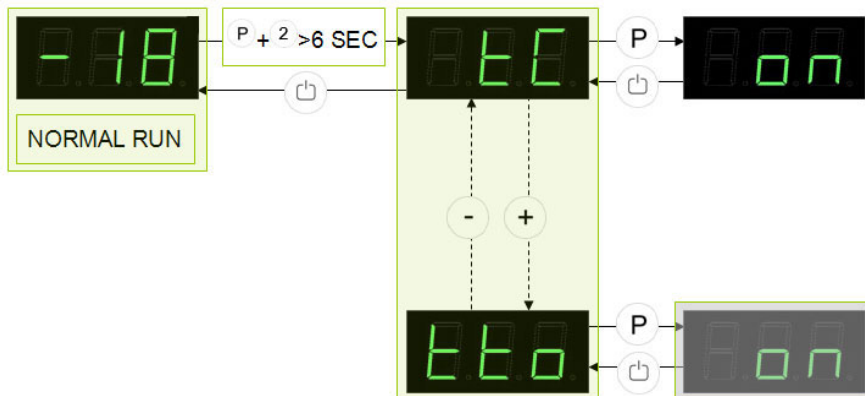 -18
P + 2 >6 SEC
tC
P
on
NORMAL RUN
-
+
tto
P
on